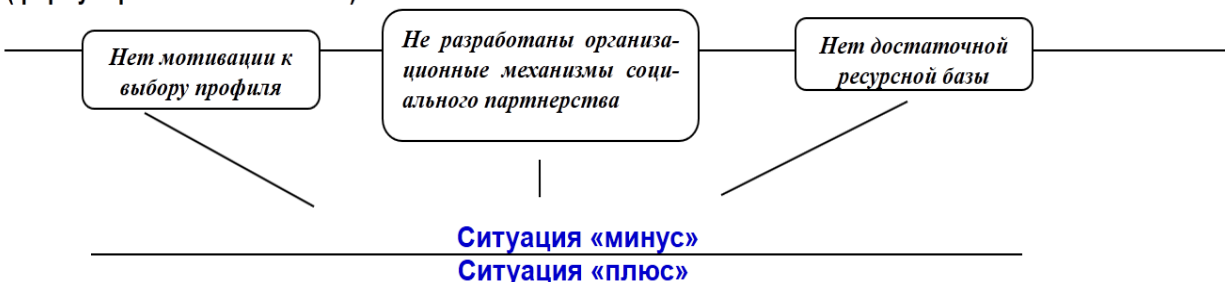 Нет мотивации к
выбору профиля
Не разработаны организа-
ционные механизмы соци-
ального партнерства
Нет достаточной
ресурсной базы
Ситуация «минус»
Ситуация «плюс»